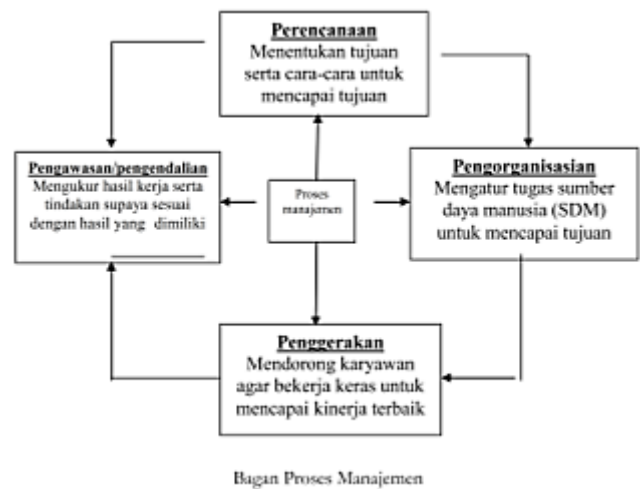 Perencanaan
Menentukan tujuan
serta cara-cara untuk
mencapai tujuan
Pengawasan/pengendalian
Mengukur hasil kerja serta
tindakan supaya sesuai
dengan hasil yang dimiliki
Proses
manajemen
Pengorganisasian
Mengatur tugas sumber
daya manusia (SDM)
untuk mencapai tujuan
Penggerakan
Mendorong karyawan
agar bekerja keras untuk
mencapai kinerja terbaik
Bagan Proses Manajemen